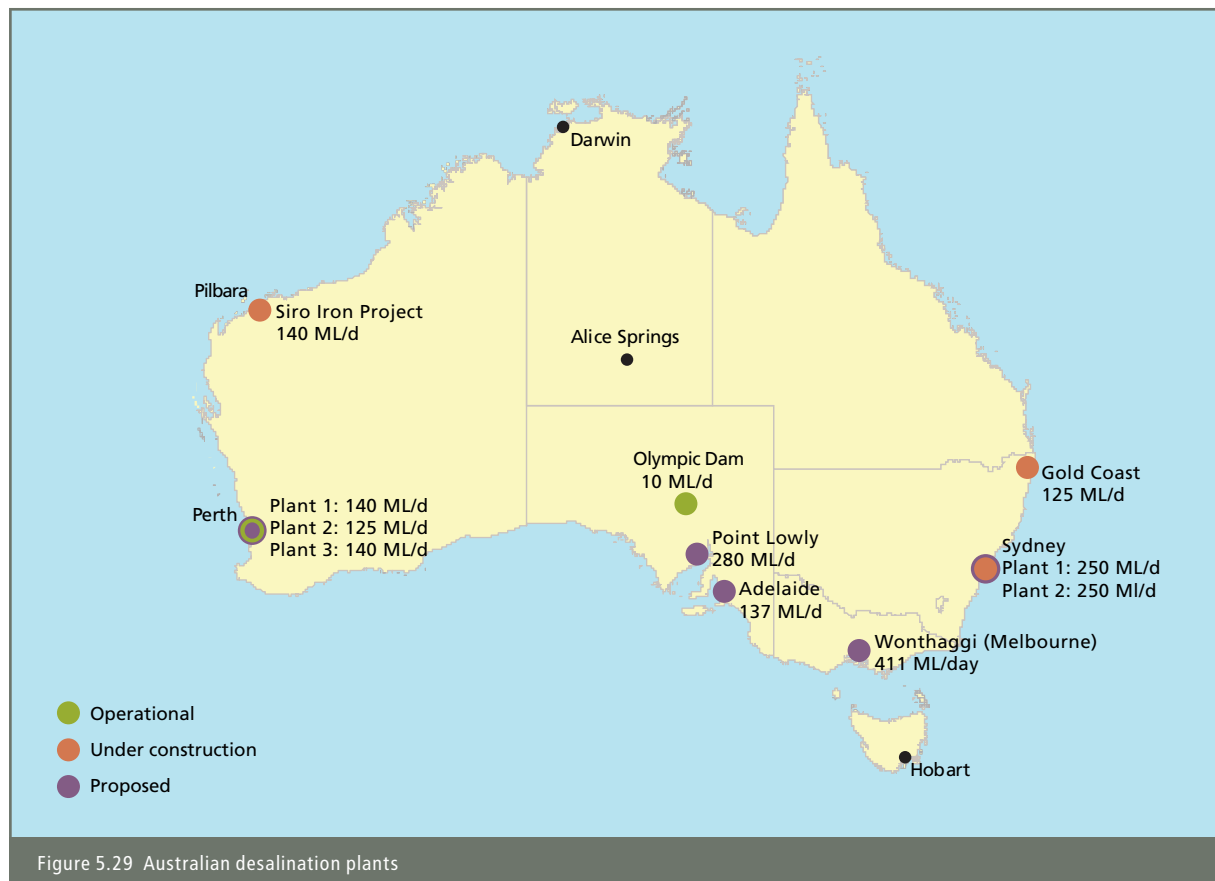 Darwin
Pilbara
Siro Iron Project
140 ML/d
Alice Springs
Olympic Dam
10 ML/d
Gold Coast
125 ML/d
Perth
Plant 1: 140 ML/d
Plant 2: 125 ML/d
Plant 3: 140 ML/d
Point Lowly
280 ML/d
Sydney
Plant 1: 250 ML/d
Plant 2: 250 Ml/d
Adelaide
137 ML/d
Wonthaggi (Melbourne)
411 ML/day
Operational
Under construction
Proposed
Hobart
Figure 5.29 Australian desalination plants